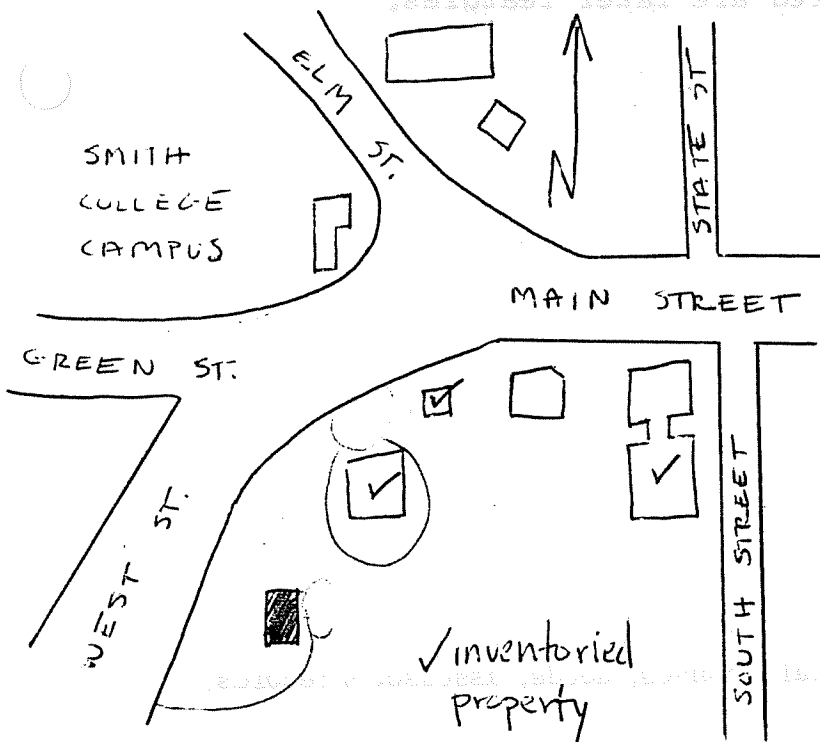 ELM ST.
SMITH
COLLEGE
CAMPUS
N
STATE ST
MAIN STREET
GREEN ST.
WEST ST.
SOUTH STREET
✓ inventoried
property